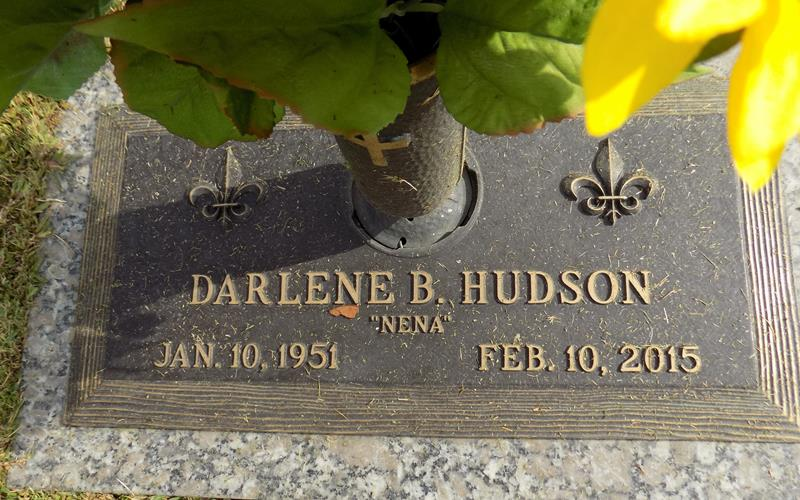 DARLENE B. HUDSON
"NENA"
JAN. 10, 1951 FEB. 10, 2015